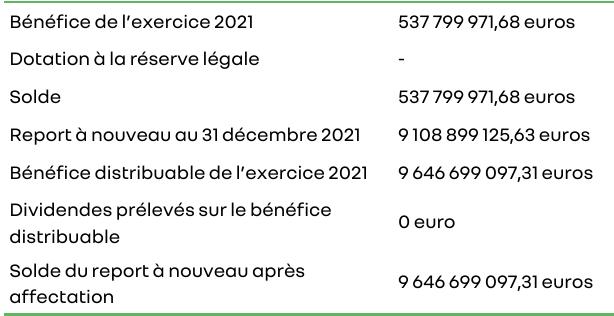 Bénéfice de l’exercice 2021 537 799 971,68 euros
Dotation à la réserve légale -
Solde 537 799 971,68 euros
Report à nouveau au 31 décembre 2021 9 108 899 125,63 euros
Bénéfice distribuable de l’exercice 2021 9 646 699 097,31 euros
Dividendes prélevés sur le bénéfice
distribuable 0 euro
Solde du report à nouveau après
affectation 9 646 699 097,31 euros